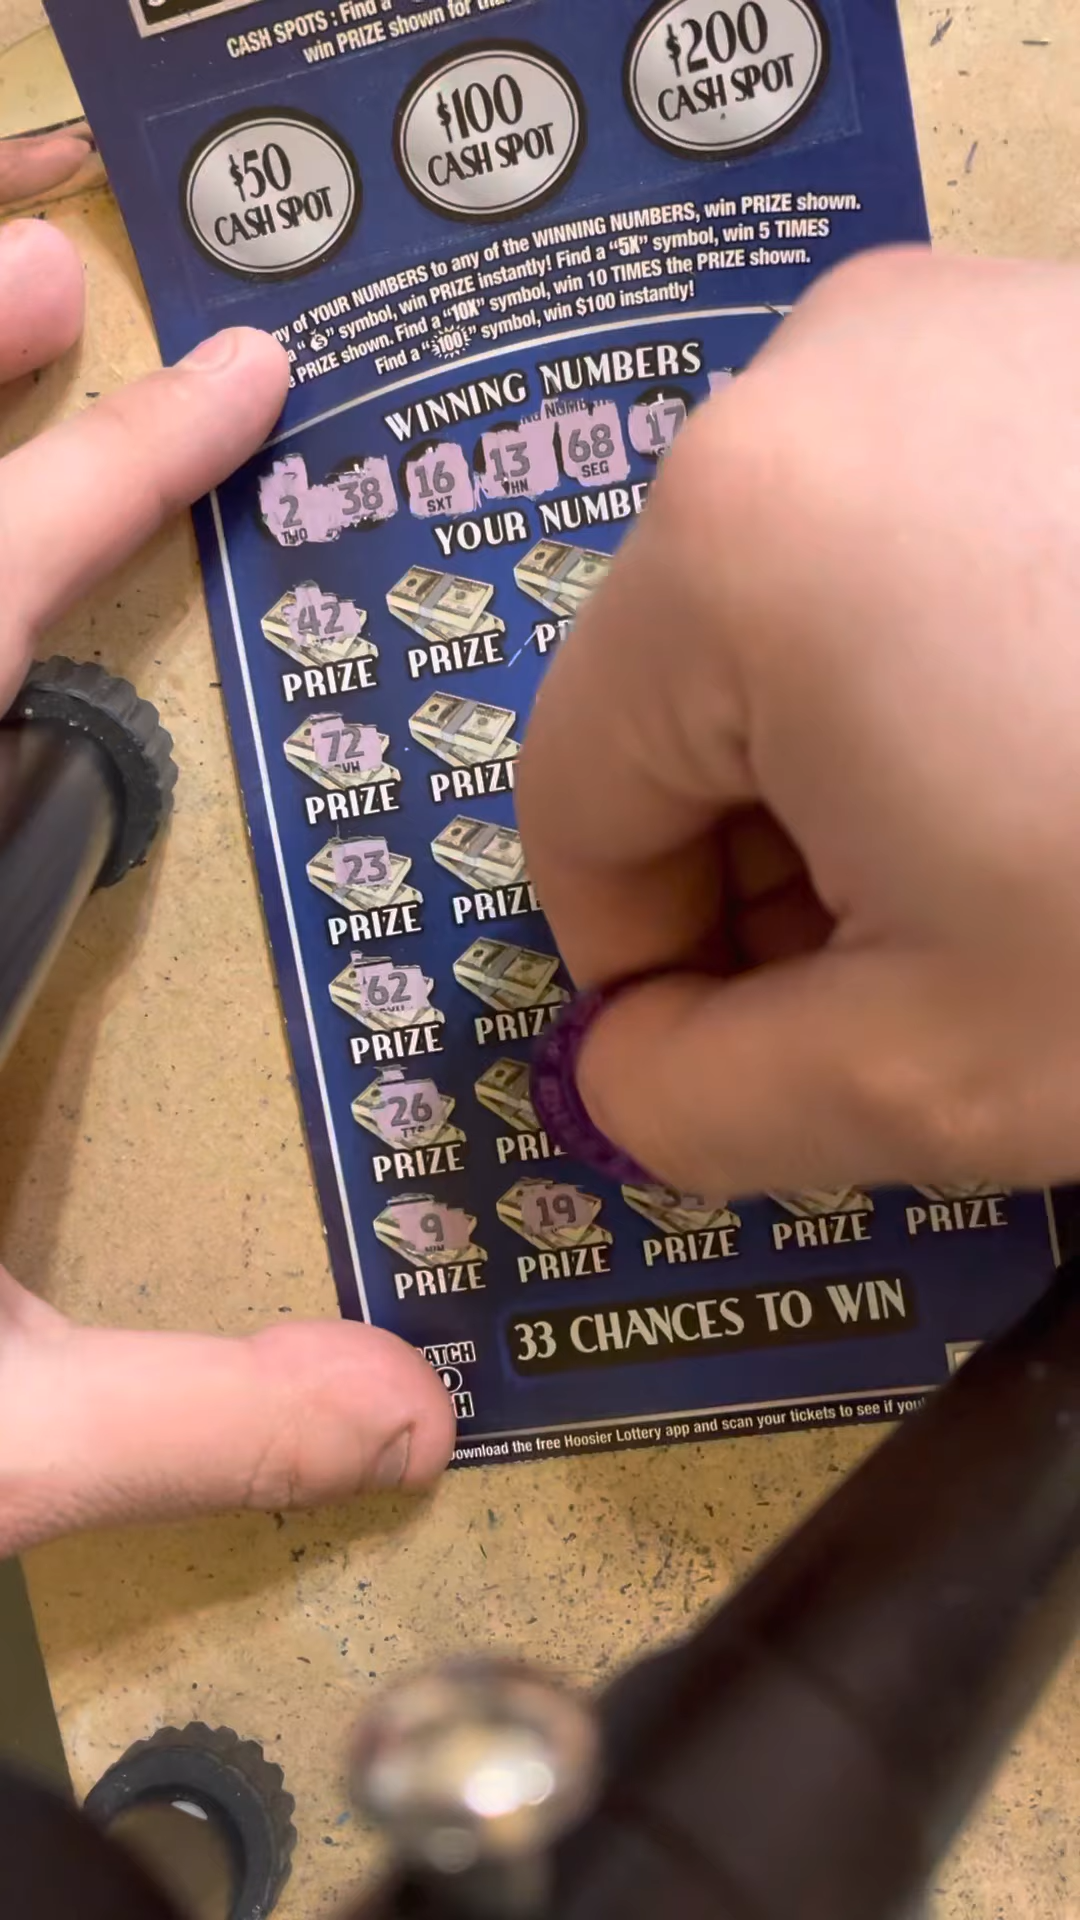 CASH SPOTS : Find a
win PRIZE shown for
$50
CASH SPOT
$100
CASH SPOT
$200
CASH SPOT
of YOUR NUMBERS to any of the WINNING NUMBERS, win PRIZE shown.
symbol, win PRIZE instantly! Find a "5X" symbol, win 5 TIMES
PRIZE shown. Find a "10X" symbol, win 10 TIMES the PRIZE shown.
Find a "$100" symbol, win $100 instantly!
WINNING NUMBERS
2 38 16 13 68 17
TWO SXT SEG
YOUR
42
PRIZE PRIZE
72
PRIZE
23
PRIZE
62
PRIZE
26
PRIZE
9 19
PRIZE PRIZE PRIZE PRIZE PRIZE
33 CHANCES TO WIN
download the free Hoosier Lottery app and scan your tickets to see if